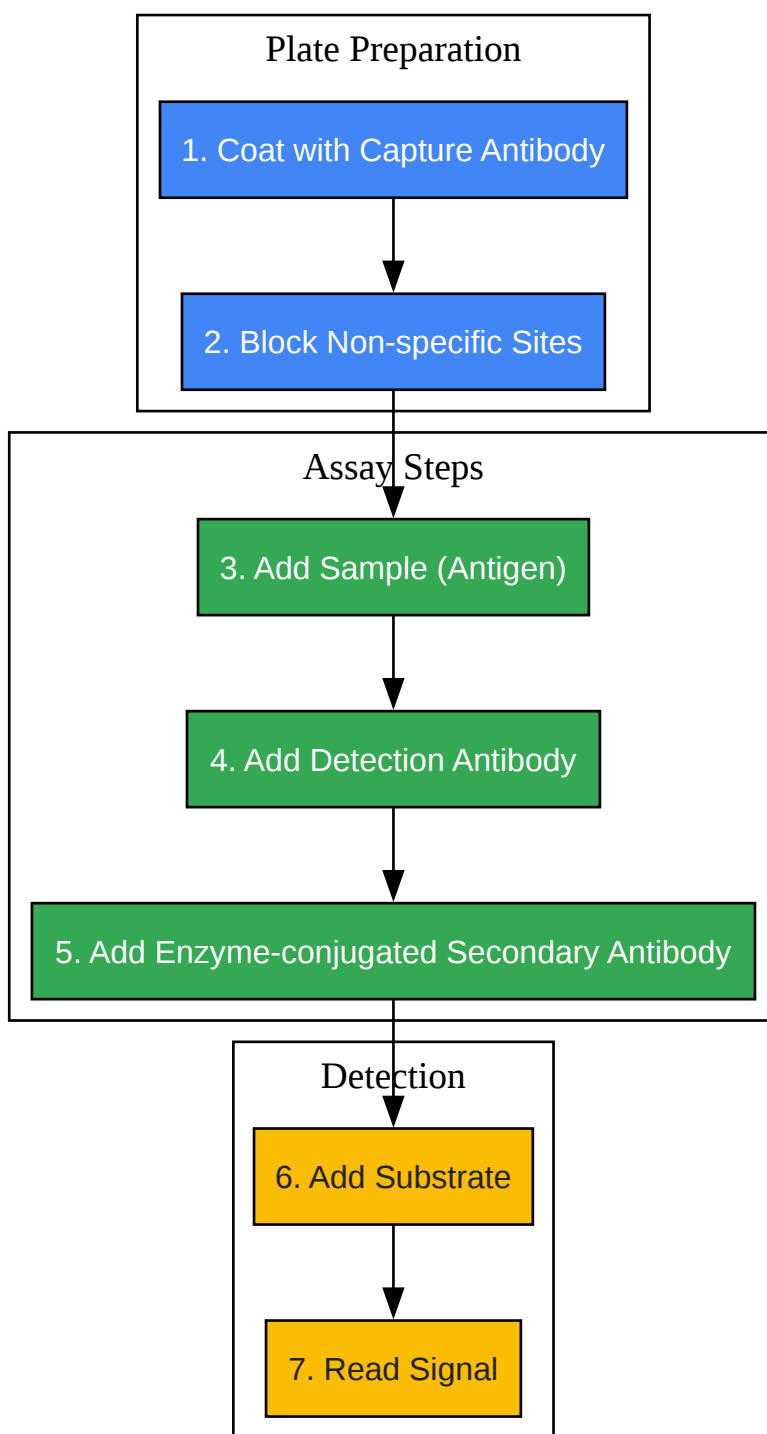 Plate Preparation
1. Coat with Capture Antibody
2. Block Non-specific Sites
Assay Steps
3. Add Sample (Antigen)
4. Add Detection Antibody
5. Add Enzyme-conjugated Secondary Antibody
Detection
6. Add Substrate
7. Read Signal